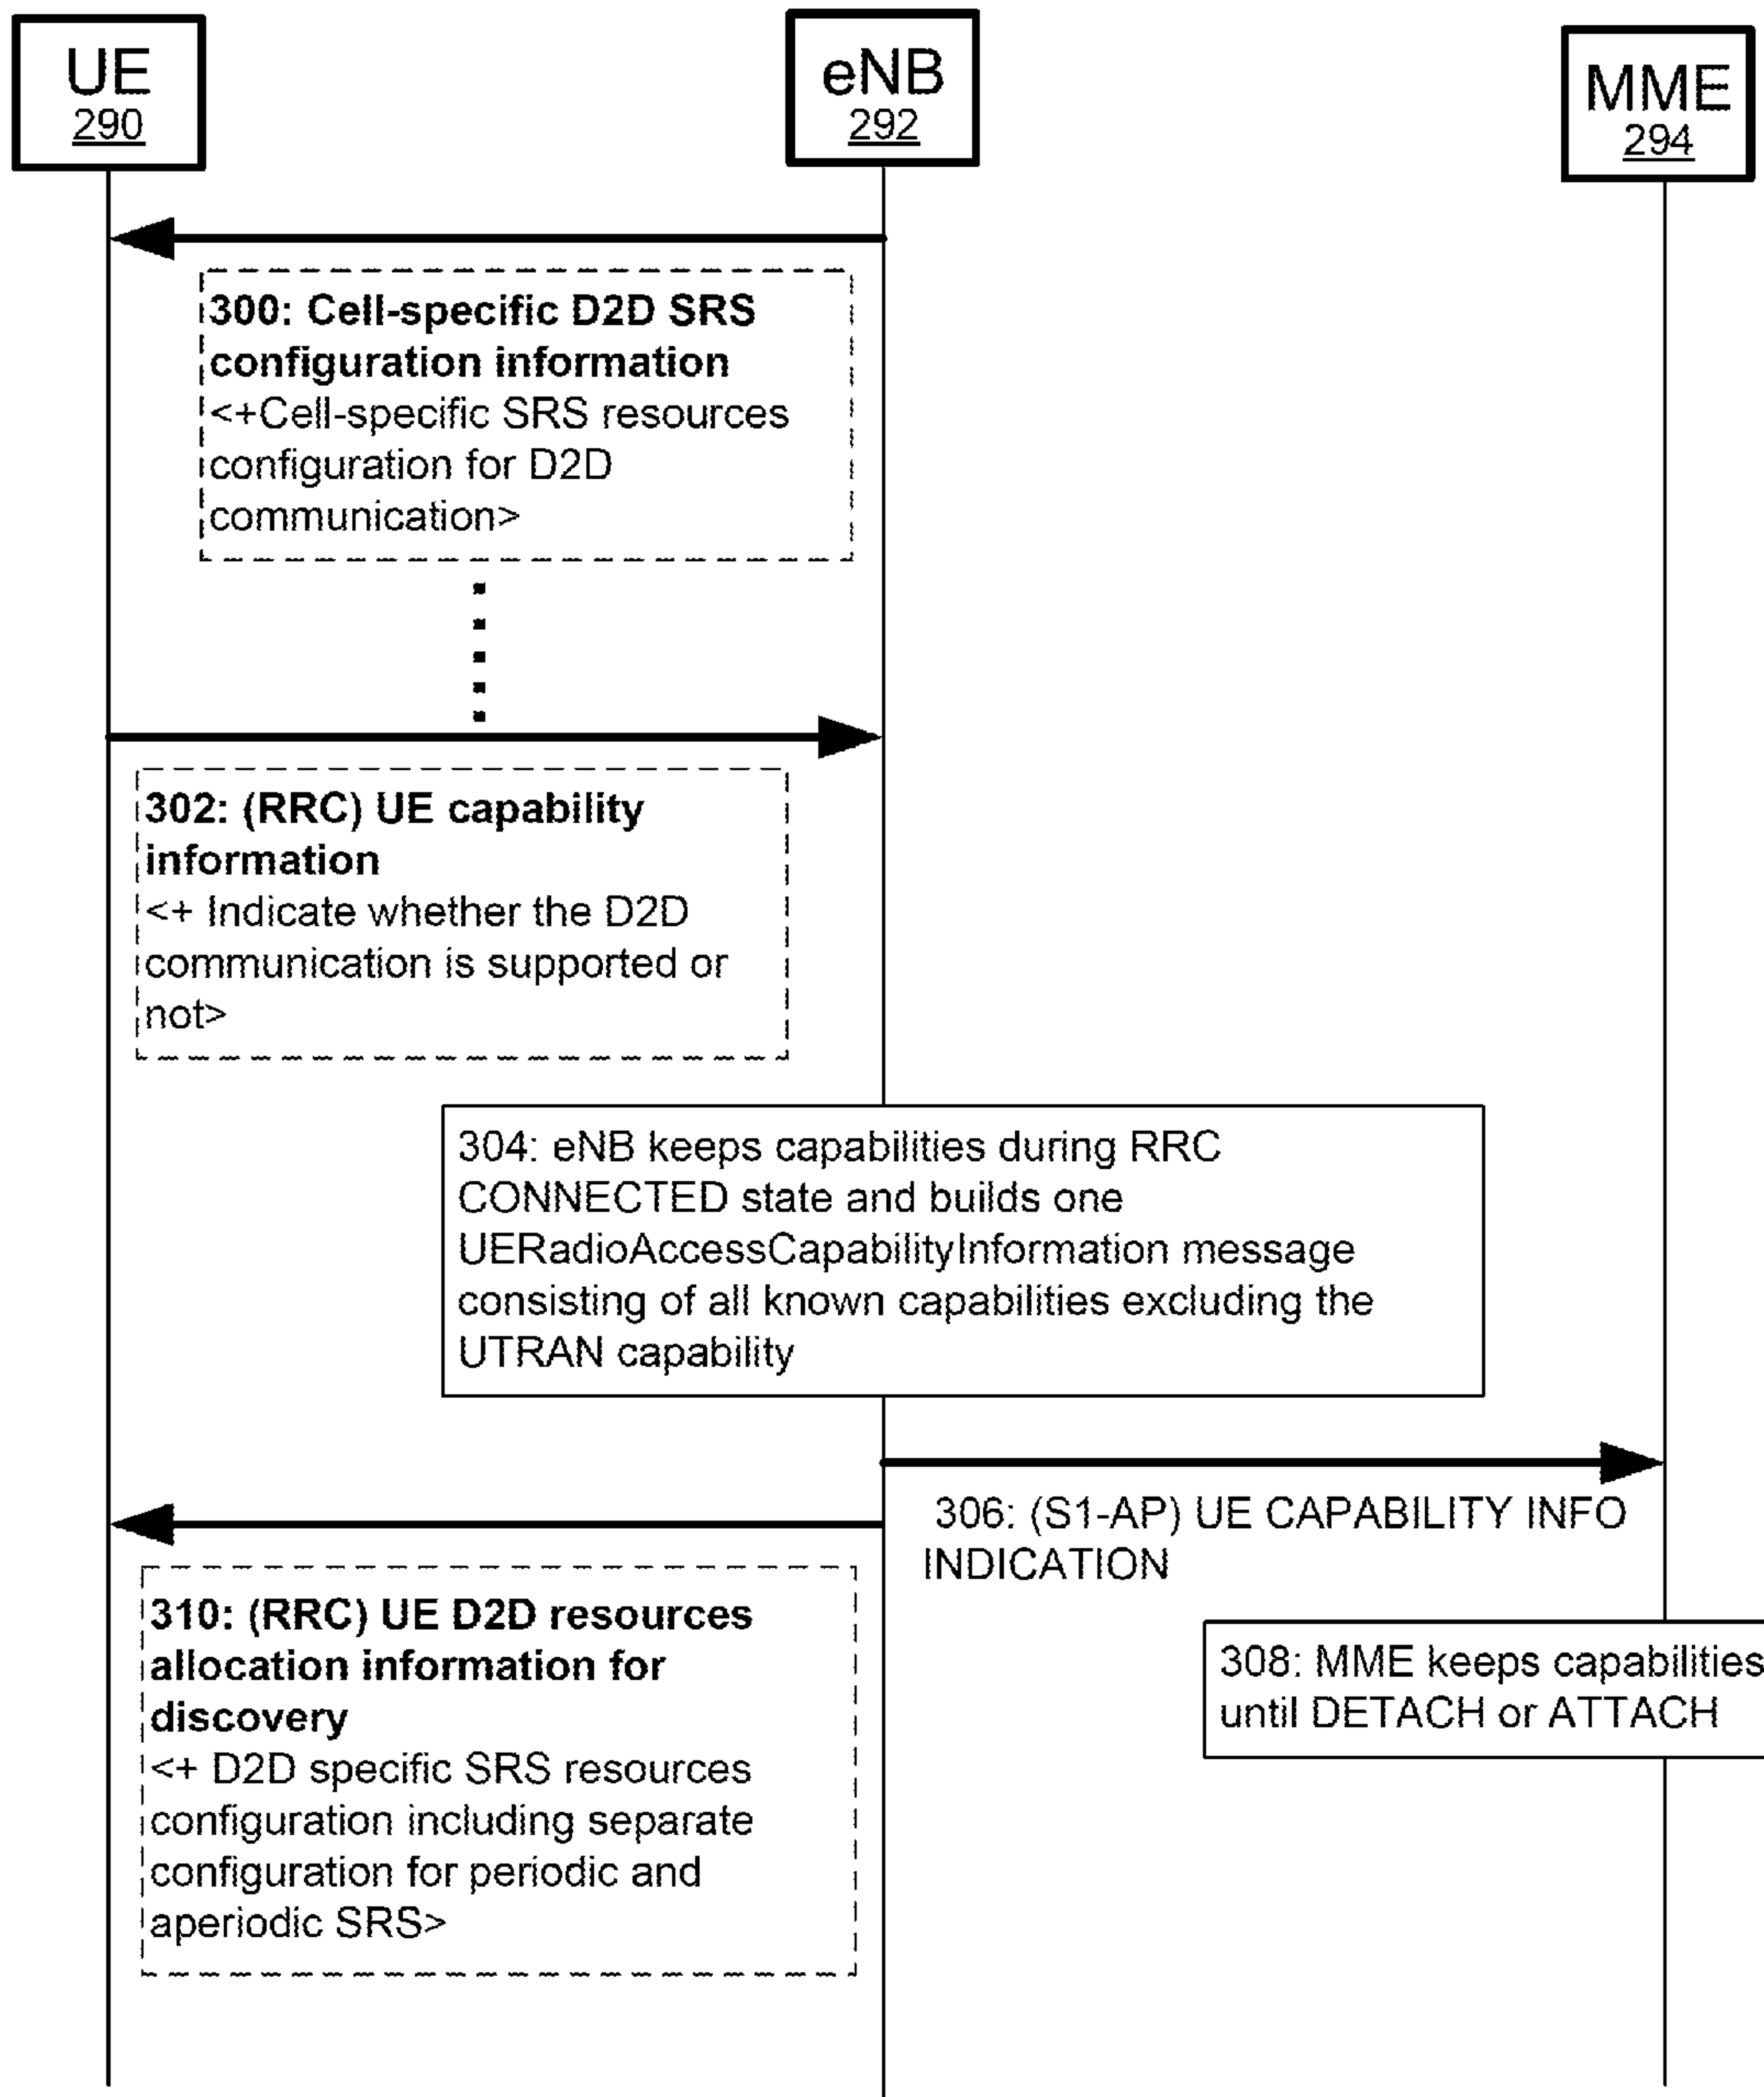 UE
290
eNB
292
MME
294
300: Cell-specific D2D SRS
configuration information
<+Cell-specific SRS resources
configuration for D2D
communication>
302: (RRC) UE capability
information
<+ Indicate whether the D2D
communication is supported or
not>
304: eNB keeps capabilities during RRC
CONNECTED state and builds one
UERadioAccessCapabilityInformation message
consisting of all known capabilities excluding the
UTRAN capability
306: (S1-AP) UE CAPABILITY INFO
INDICATION
310: (RRC) UE D2D resources
allocation information for
discovery
<+ D2D specific SRS resources
configuration including separate
configuration for periodic and
aperiodic SRS>
308: MME keeps capabilities
until DETACH or ATTACH